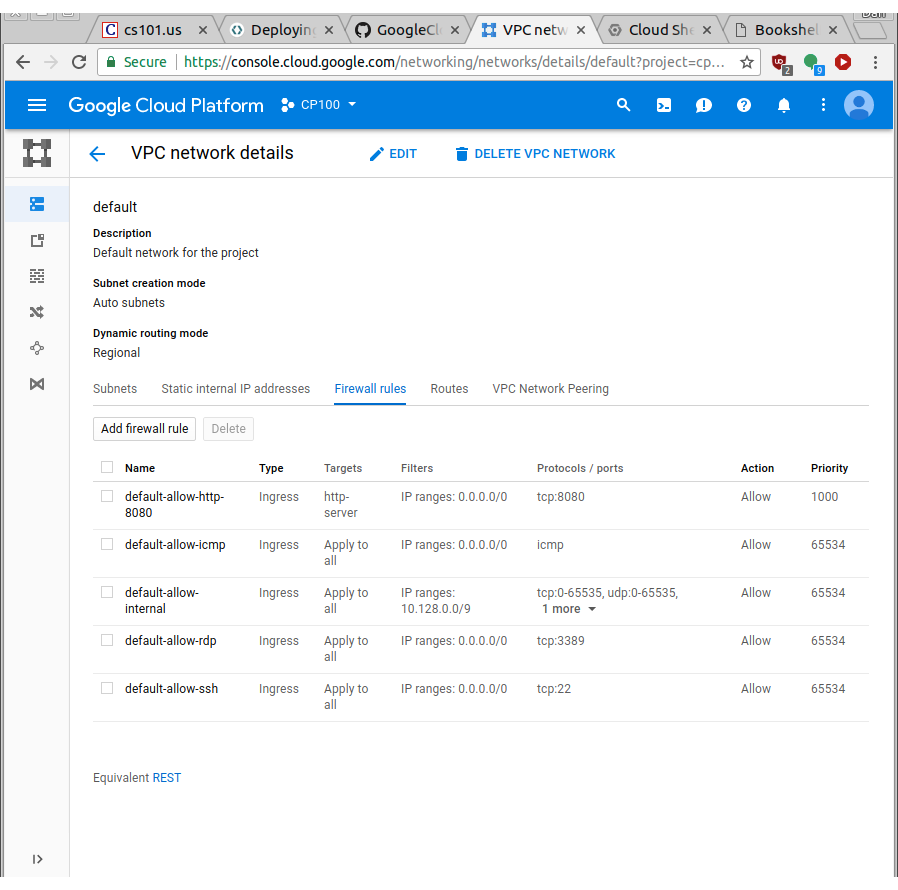 Dan
C cs101.us × Deployin × GoogleCl × VPC netw × Cloud She × Bookshel ×
Secure | https://console.cloud.google.com/networking/networks/details/default?project=cp... 2 9
Google Cloud Platform CP100
VPC network details EDIT DELETE VPC NETWORK
default
Description
Default network for the project
Subnet creation mode
Auto subnets
Dynamic routing mode
Regional
Subnets Static internal IP addresses Firewall rules Routes VPC Network Peering
Add firewall rule Delete
Name Type Targets Filters Protocols / ports Action Priority
default-allow-http- Ingress http- IP ranges: 0.0.0.0/0 tcp:8080 Allow 1000
8080 server
default-allow-icmp Ingress Apply to IP ranges: 0.0.0.0/0 icmp Allow 65534
all
default-allow- Ingress Apply to IP ranges: tcp:0-65535, udp:0-65535, Allow 65534
internal all 10.128.0.0/9 1 more
default-allow-rdp Ingress Apply to IP ranges: 0.0.0.0/0 tcp:3389 Allow 65534
all
default-allow-ssh Ingress Apply to IP ranges: 0.0.0.0/0 tcp:22 Allow 65534
all
Equivalent REST